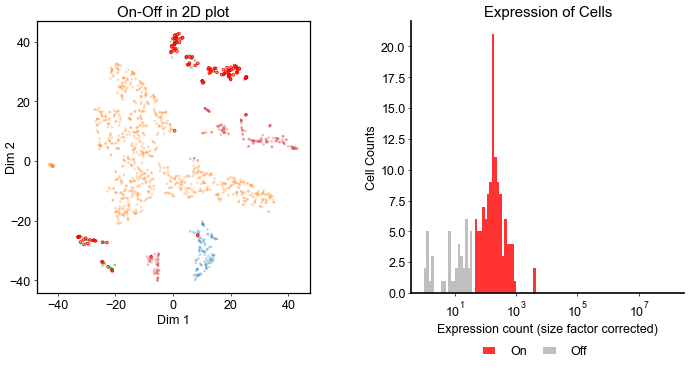 On-Off in 2D plot
40
20
0
−20
−40
Dim 2
−40 −20 0 20 40
Dim 1
Expression of Cells
20.0
17.5
15.0
12.5
10.0
7.5
5.0
2.5
0.0
Cell Counts
10^1 10^3 10^5 10^7
Expression count (size factor corrected)
On Off